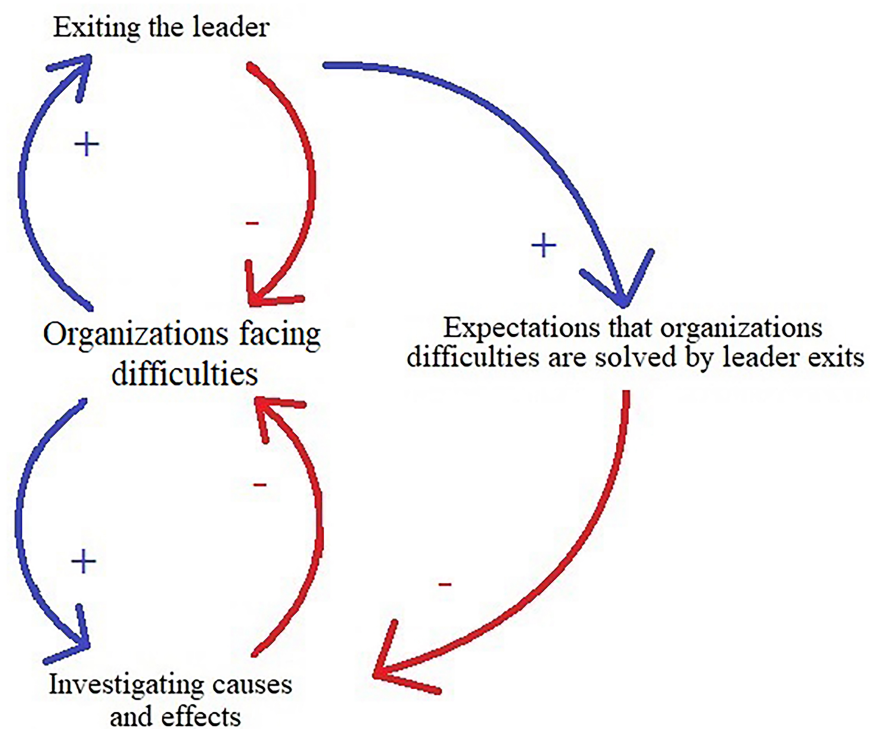 Exiting the leader
+
-
+
Organizations facing
difficulties
Expectations that organizations
difficulties are solved by leader exits
-
+
-
Investigating causes
and effects